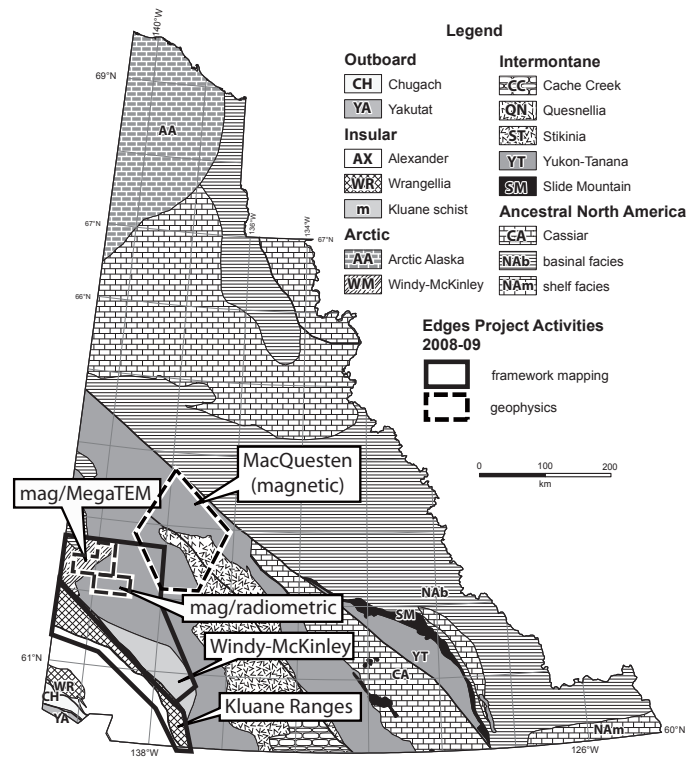 140°W
Legend
69°N
Outboard
CH Chugach
YA Yakutat
Insular
AX Alexander
WR Wrangellia
m Kluane schist
Arctic
AA Arctic Alaska
WM Windy-McKinley
Intermontane
CC Cache Creek
QN Quesnellia
ST Stikinia
YT Yukon-Tanana
SM Slide Mountain
Ancestral North America
CA Cassiar
NAb basinal facies
NAm shelf facies
AA
67°N
136°W
134°W
67°N
66°N
Edges Project Activities
2008-09
framework mapping
geophysics
0 100 200
km
MacQuesten
(magnetic)
mag/MegaTEM
mag/radiometric
NAb
SM
YT
CA
Windy-McKinley
61°N
WR
CH
YA
Kluane Ranges
NAm
60°N
138°W
126°W